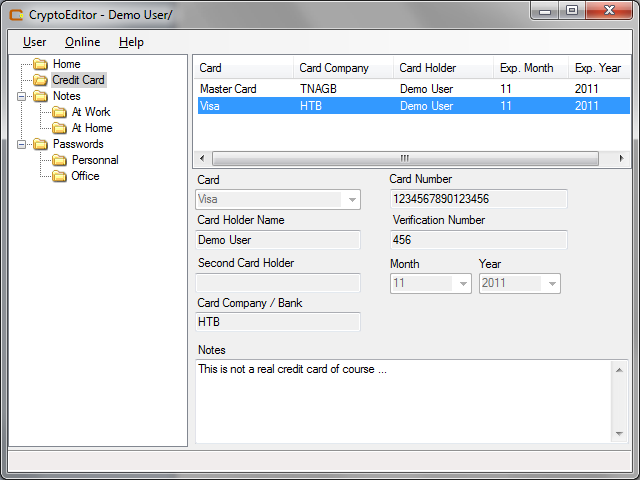 CryptoEditor - Demo User/
User Online Help
Home
Credit Card
Notes
At Work
At Home
Passwords
Personnal
Office
Card Card Company Card Holder Exp. Month Exp. Year
Master Card TNAGB Demo User 11 2011
Visa HTB Demo User 11 2011
Card Card Number
Visa 1234567890123456
Card Holder Name Verification Number
Demo User 456
Second Card Holder Month Year
11 2011
Card Company / Bank
HTB
Notes
This is not a real credit card of course ...